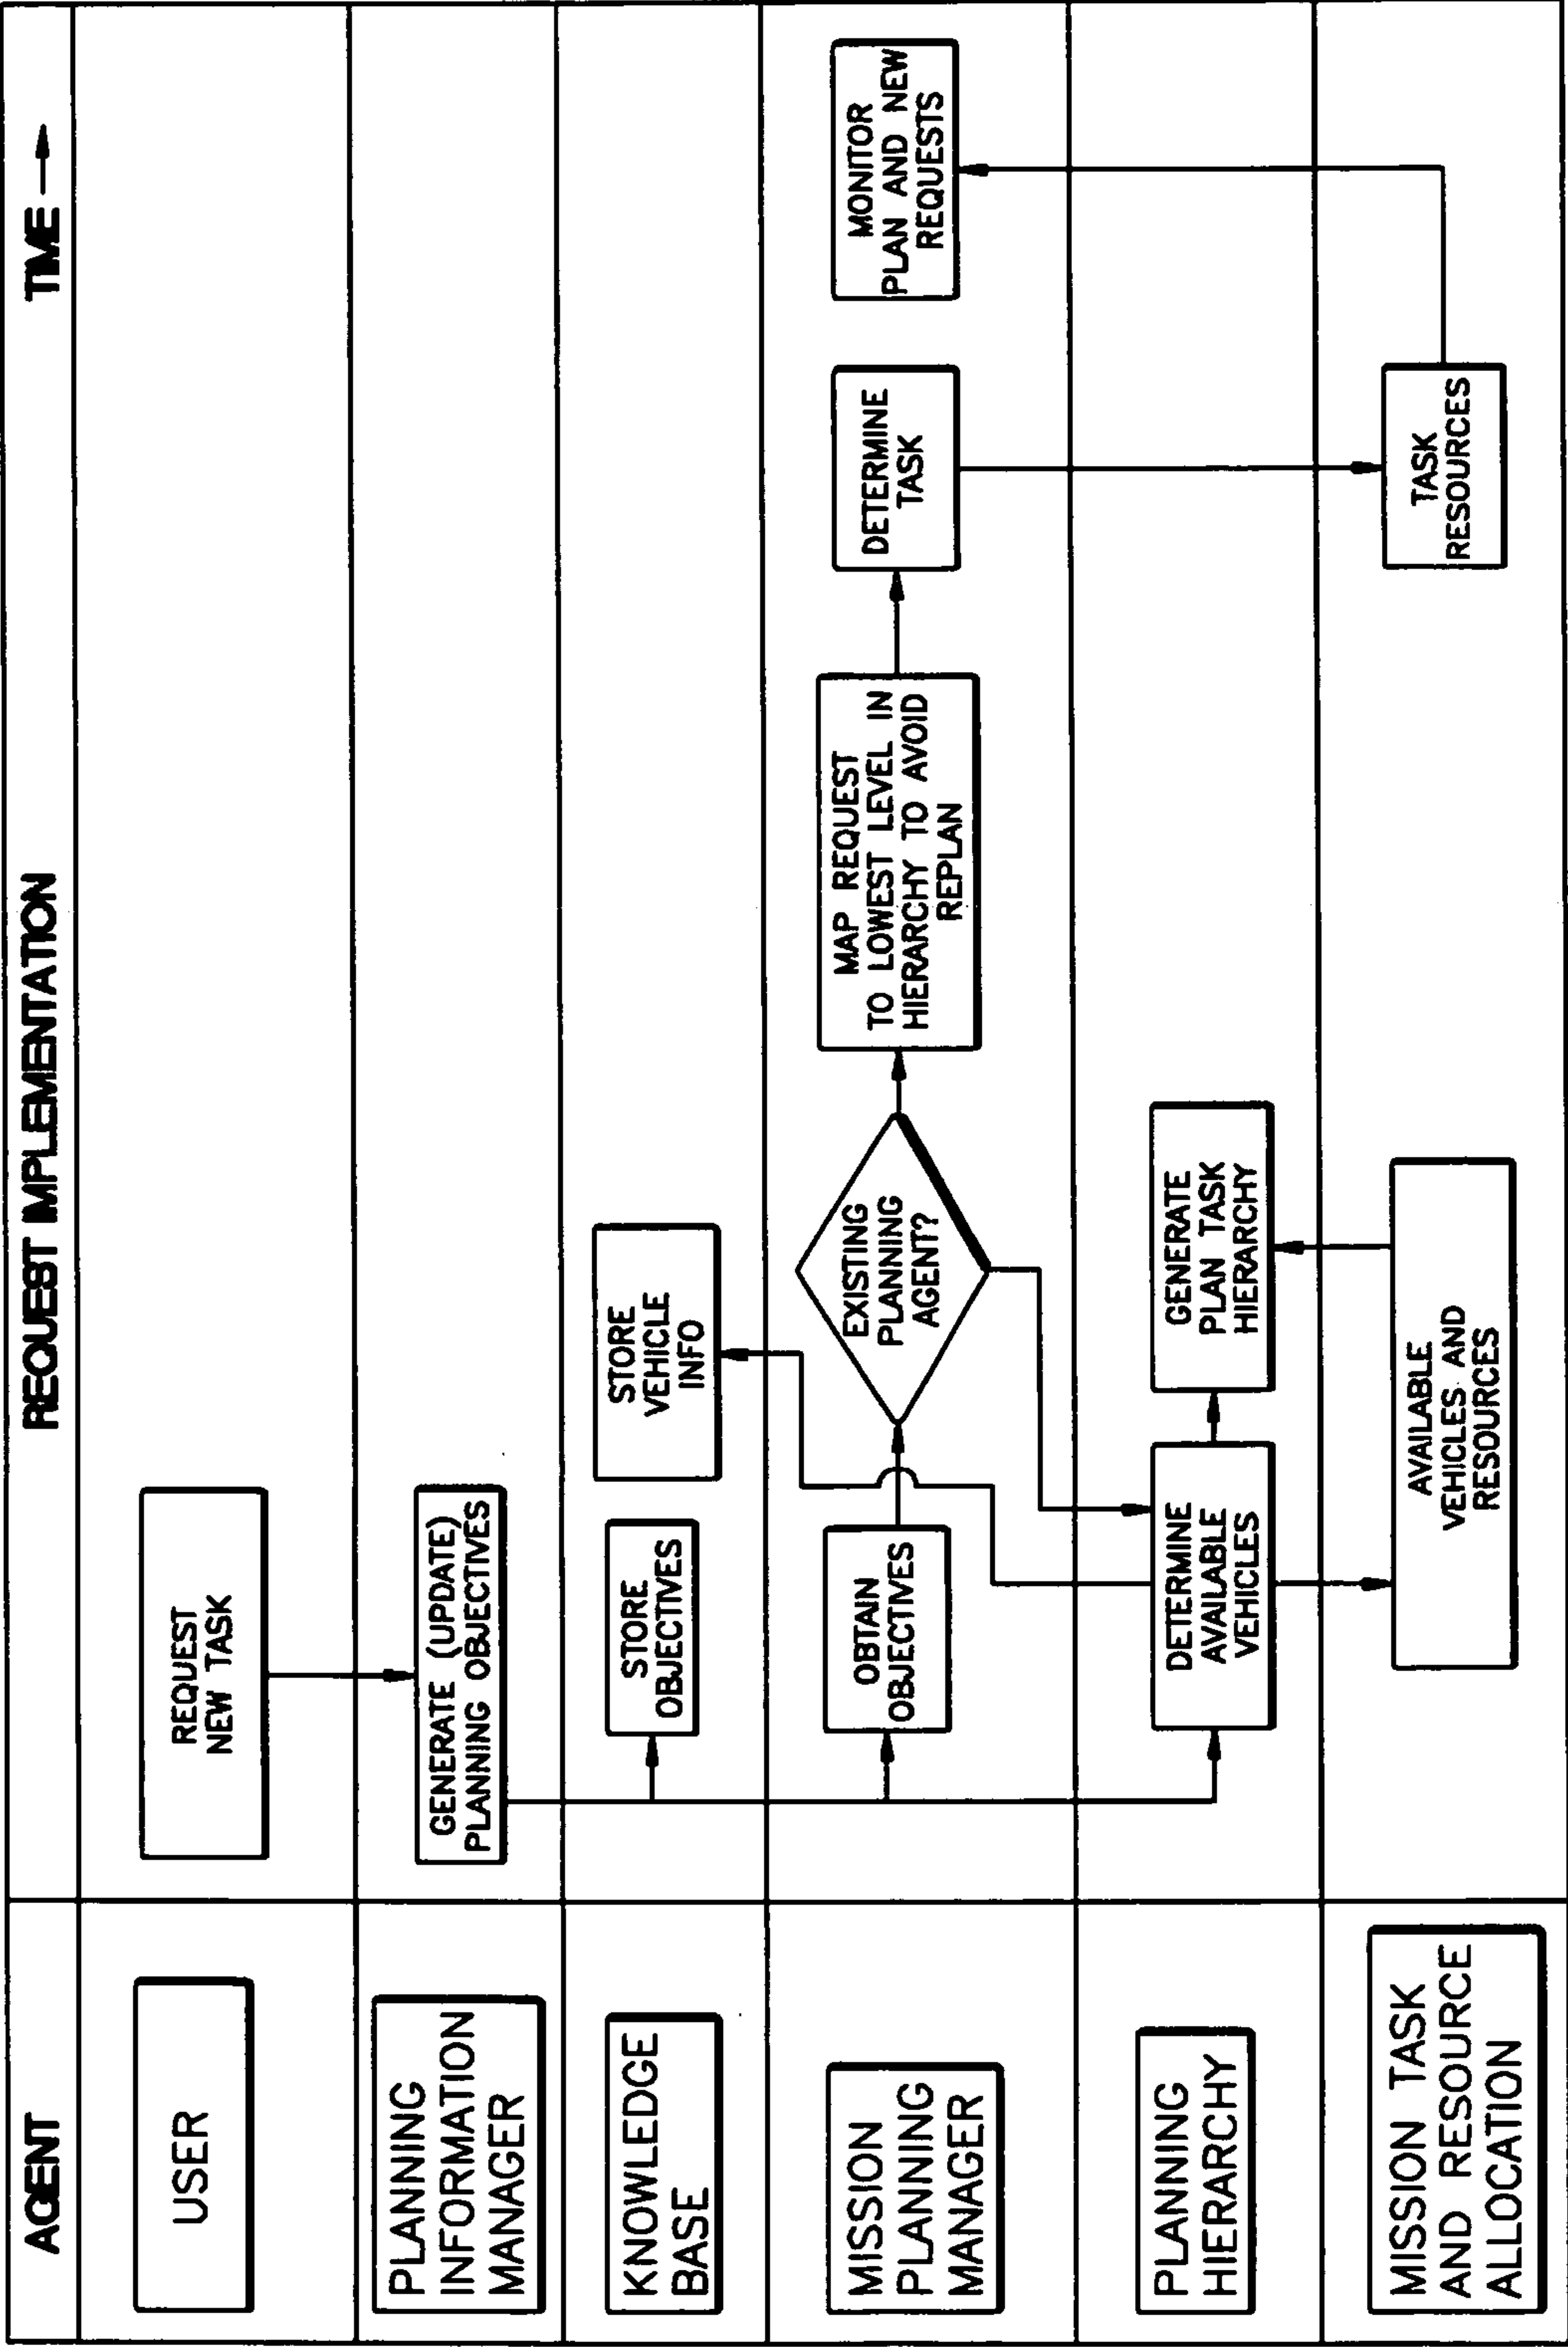 AGENT
REQUEST IMPLEMENTATION
TIME
USER
REQUEST
NEW TASK
PLANNING
INFORMATION
MANAGER
GENERATE (UPDATE)
PLANNING OBJECTIVES
KNOWLEDGE
BASE
STORE
OBJECTIVES
STORE
VEHICLE
INFO
MISSION
PLANNING
MANAGER
OBTAIN
OBJECTIVES
EXISTING
PLANNING
AGENT?
MAP REQUEST
TO LOWEST LEVEL IN
HIERARCHY TO AVOID
REPLAN
DETERMINE
TASK
MONITOR
PLAN AND NEW
REQUESTS
PLANNING
HIERARCHY
DETERMINE
AVAILABLE
VEHICLES
GENERATE
PLAN TASK
HIERARCHY
MISSION TASK
AND RESOURCE
ALLOCATION
AVAILABLE
VEHICLES AND
RESOURCES
TASK
RESOURCES